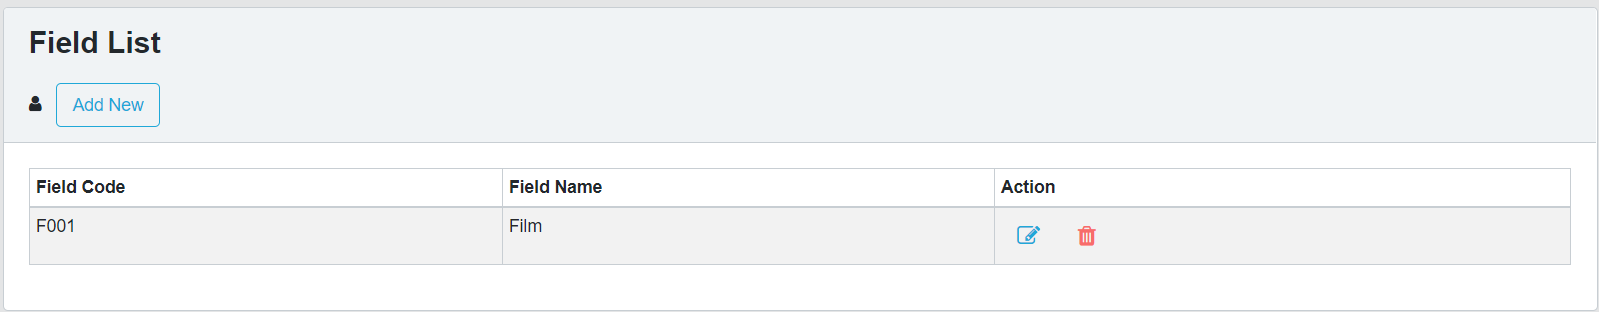 Field List
Add New
Field Code Field Name Action
F001 Film